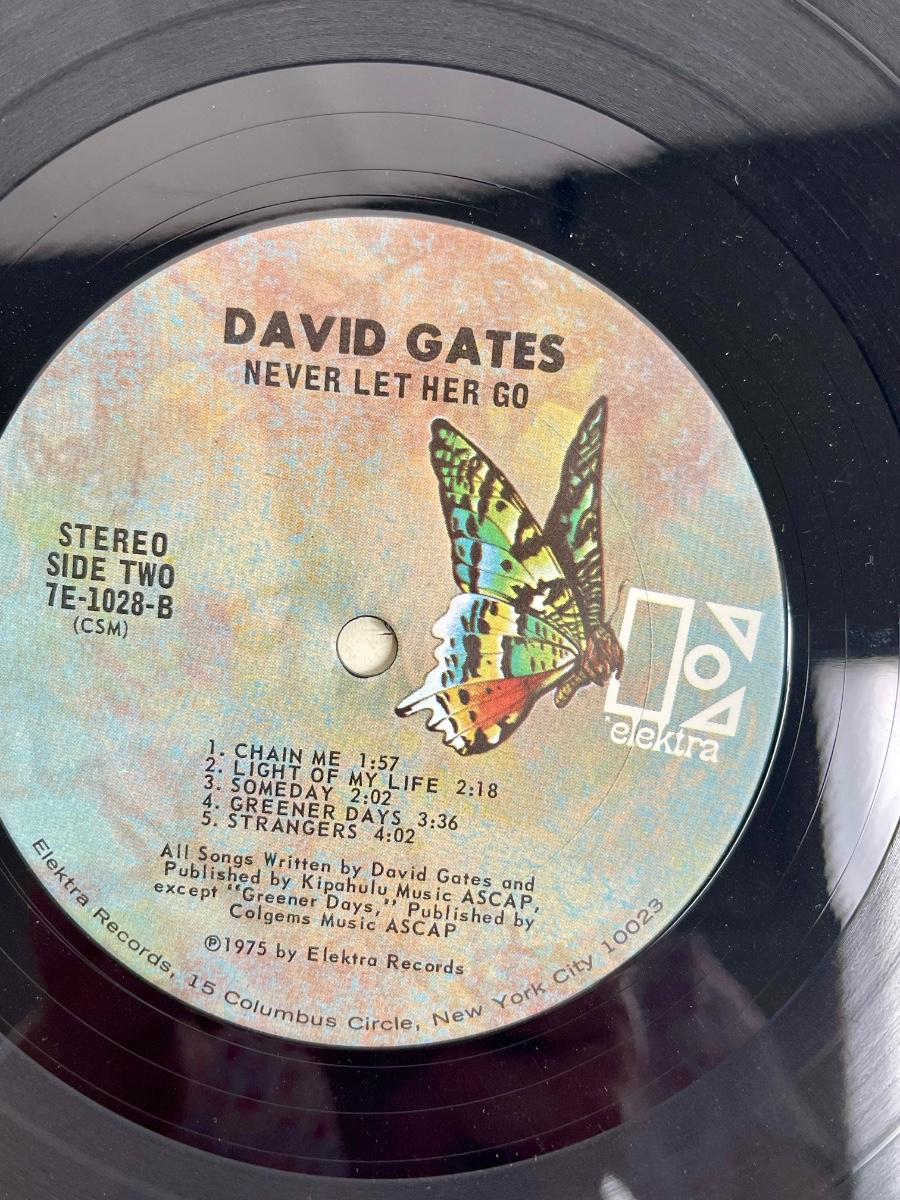 DAVID GATES
NEVER LET HER GO
STEREO
SIDE TWO
7E-1028-B
(CSM)
elektra
1. CHAIN ME 1:57
2. LIGHT OF MY LIFE 2:18
3. SOMEDAY 2:02
4. GREENER DAYS 3:36
5. STRANGERS 4:02
All Songs Written by David Gates and
Published by Kipahulu Music ASCAP,
except "Greener Days," Published by
Colgems Music ASCAP
℗1975 by Elektra Records
Elektra Records, 15 Columbus Circle, New York City 10023